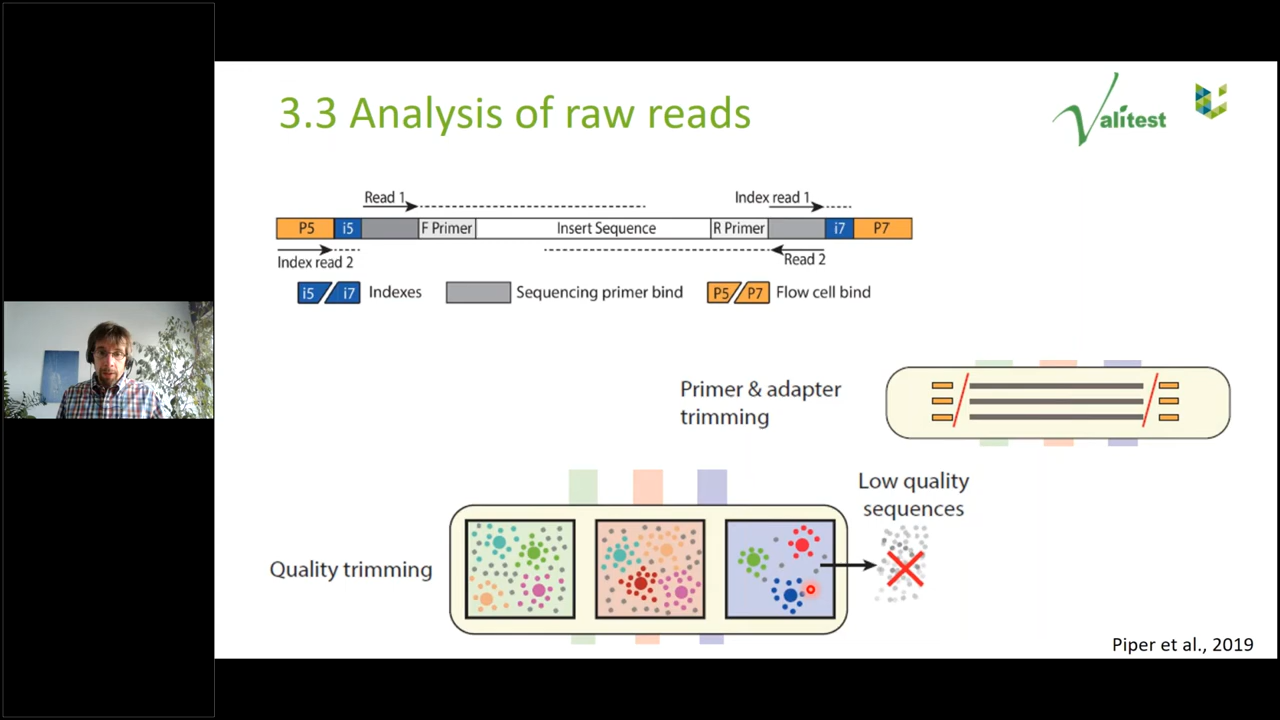 3.3 Analysis of raw reads
Valitest
Read 1
Index read 1
P5
i5
F Primer
Insert Sequence
R Primer
i7
P7
Index read 2
Read 2
i5
i7
Indexes
Sequencing primer bind
P5
P7
Flow cell bind
Primer & adapter
trimming
Low quality
sequences
Quality trimming
Piper et al., 2019